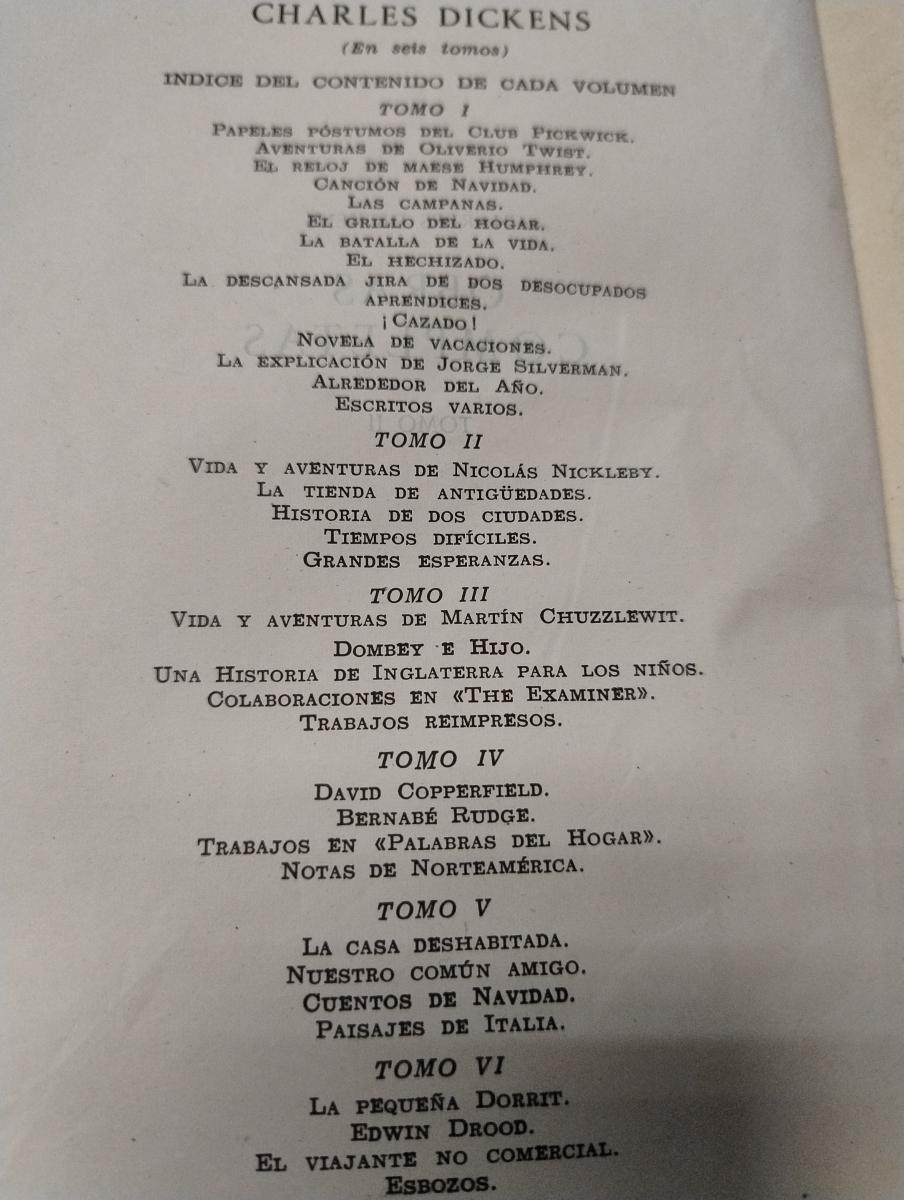 CHARLES DICKENS
(En seis tomos)
INDICE DEL CONTENIDO DE CADA VOLUMEN
TOMO I
PAPELES PÓSTUMOS DEL CLUB PICKWICK.
AVENTURAS DE OLIVERIO TWIST.
EL RELOJ DE MAESE HUMPHREY.
CANCIÓN DE NAVIDAD.
LAS CAMPANAS.
EL GRILLO DEL HOGAR.
LA BATALLA DE LA VIDA.
EL HECHIZADO.
LA DESCANSADA JIRA DE DOS DESOCUPADOS
APRENDICES.
¡CAZADO!
NOVELA DE VACACIONES.
LA EXPLICACIÓN DE JORGE SILVERMAN.
ALREDEDOR DEL AÑO.
ESCRITOS VARIOS.
TOMO II
VIDA Y AVENTURAS DE NICOLÁS NICKLEBY.
LA TIENDA DE ANTIGÜEDADES.
HISTORIA DE DOS CIUDADES.
TIEMPOS DIFÍCILES.
GRANDES ESPERANZAS.
TOMO III
VIDA Y AVENTURAS DE MARTÍN CHUZZLEWIT.
DOMBEY E HIJO.
UNA HISTORIA DE INGLATERRA PARA LOS NIÑOS.
COLABORACIONES EN «THE EXAMINER».
TRABAJOS REIMPRESOS.
TOMO IV
DAVID COPPERFIELD.
BERNABÉ RUDGE.
TRABAJOS EN «PALABRAS DEL HOGAR».
NOTAS DE NORTEAMÉRICA.
TOMO V
LA CASA DESHABITADA.
NUESTRO COMÚN AMIGO.
CUENTOS DE NAVIDAD.
PAISAJES DE ITALIA.
TOMO VI
LA PEQUEÑA DORRIT.
EDWIN DROOD.
EL VIAJANTE NO COMERCIAL.
ESBOZOS.